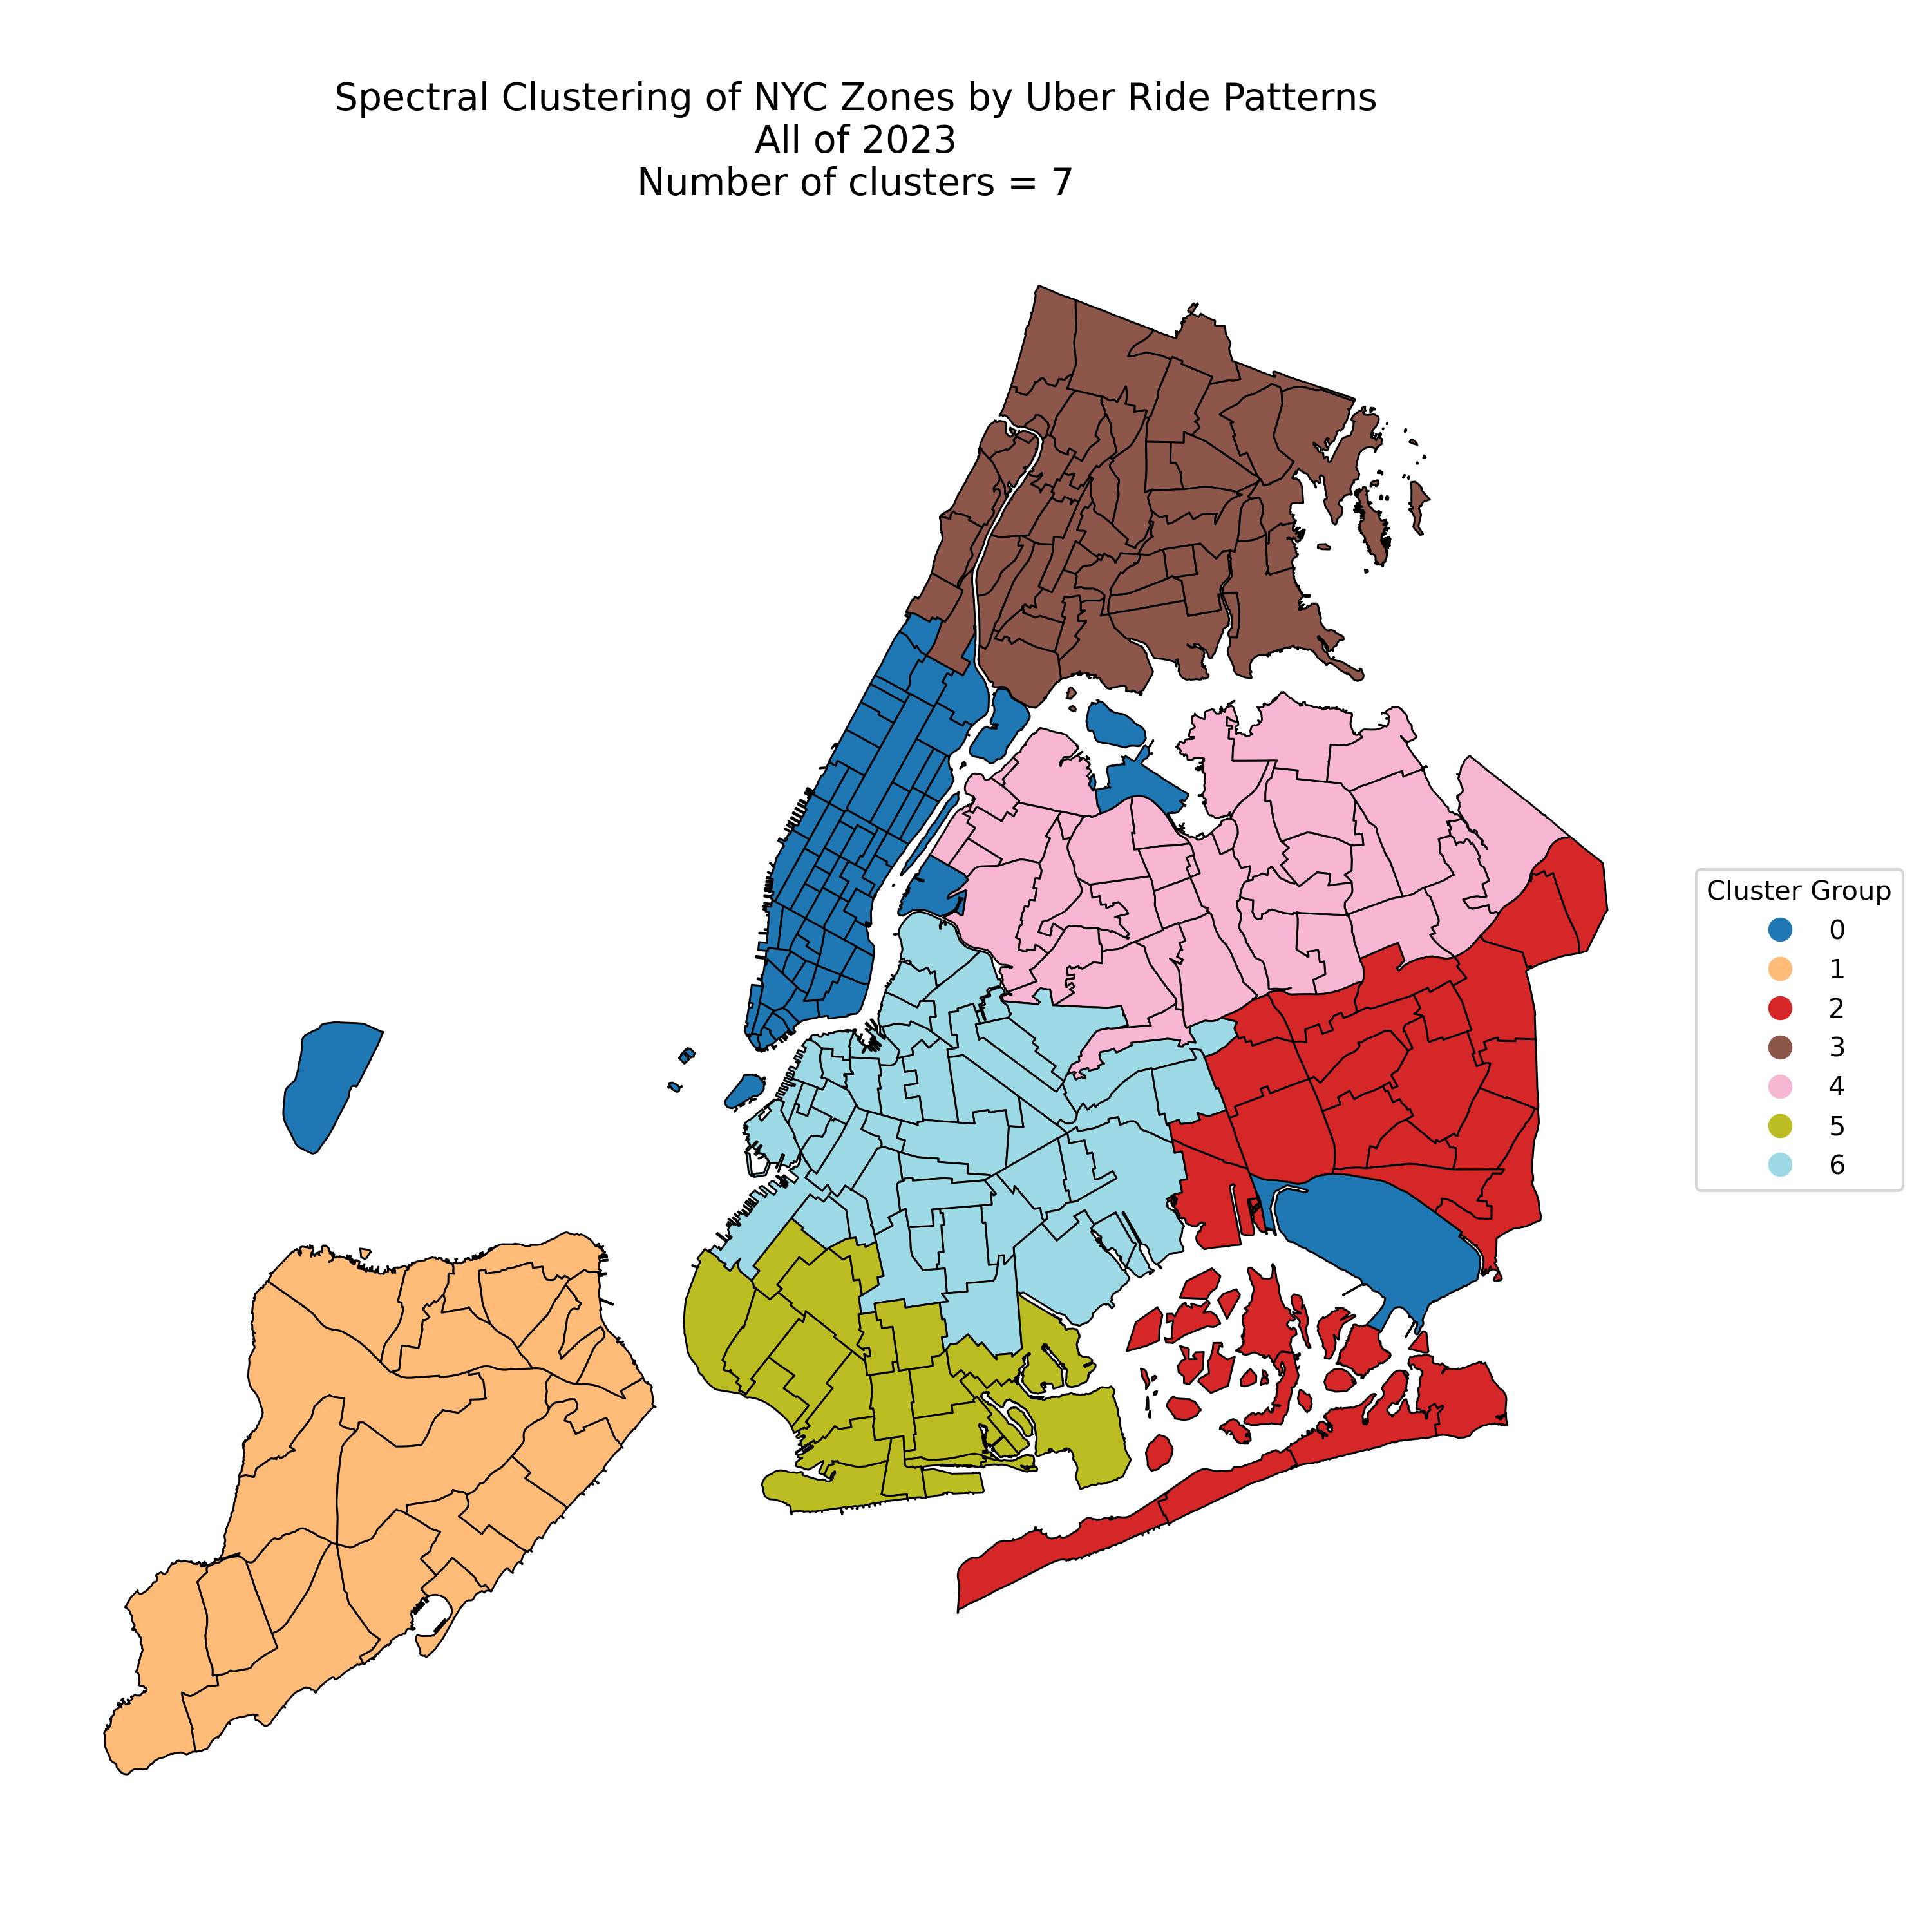 Spectral Clustering of NYC Zones by Uber Ride Patterns
All of 2023
Number of clusters = 7
Cluster Group
0
1
2
3
4
5
6